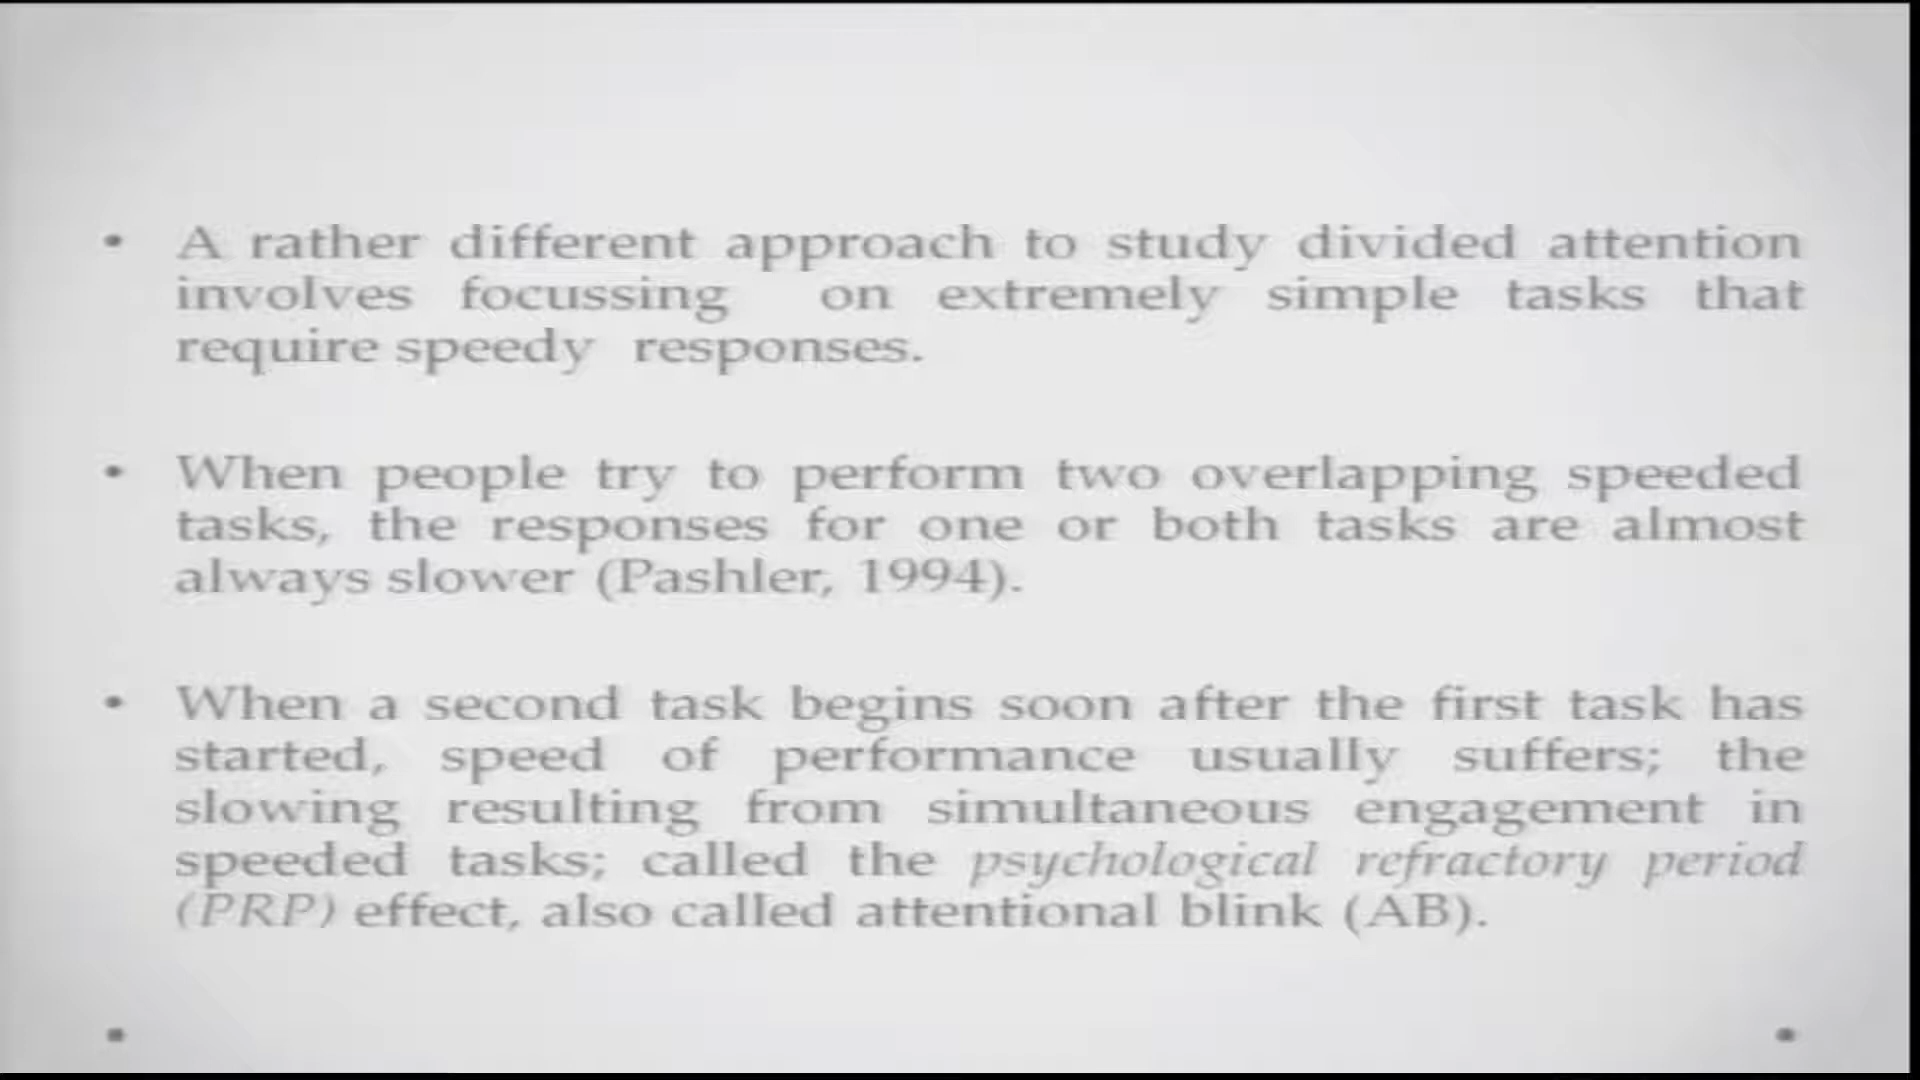 • A rather different approach to study divided attention
involves focussing on extremely simple tasks that
require speedy responses.
• When people try to perform two overlapping speeded
tasks, the responses for one or both tasks are almost
always slower (Pashler, 1994).
• When a second task begins soon after the first task has
started, speed of performance usually suffers; the
slowing resulting from simultaneous engagement in
speeded tasks; called the psychological refractory period
(PRP) effect, also called attentional blink (AB).